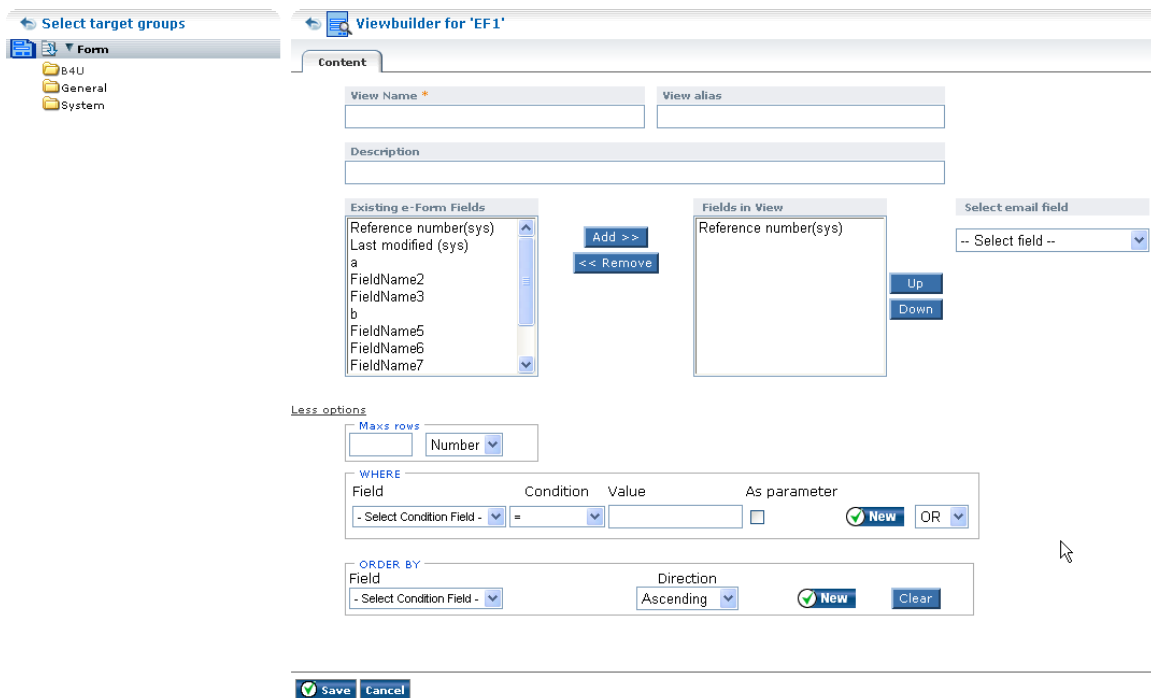 Select target groups
Form
B4U
General
System
Viewbuilder for 'EF1'
Content
View Name *
View alias
Description
Existing e-Form Fields
Reference number(sys)
Last modified (sys)
a
FieldName2
FieldName3
b
FieldName5
FieldName6
FieldName7
Add >>
<< Remove
Fields in View
Reference number(sys)
Up
Down
Select email field
-- Select field --
Less options
Maxs rows
Number
WHERE
Field Condition Value As parameter
- Select Condition Field - = New OR
ORDER BY
Field Direction
- Select Condition Field - Ascending New Clear
Save Cancel